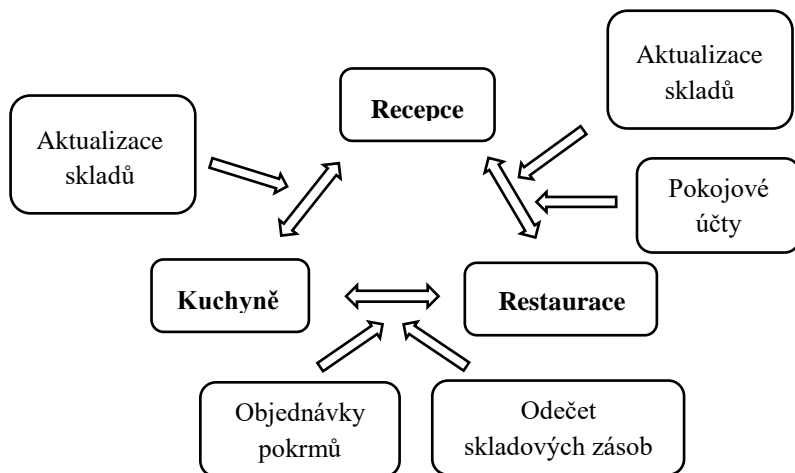 Aktualizace
skladů
Recepce
Aktualizace
skladů
Pokojové
účty
Kuchyně
Restaurace
Objednávky
pokrmů
Odečet
skladových zásob